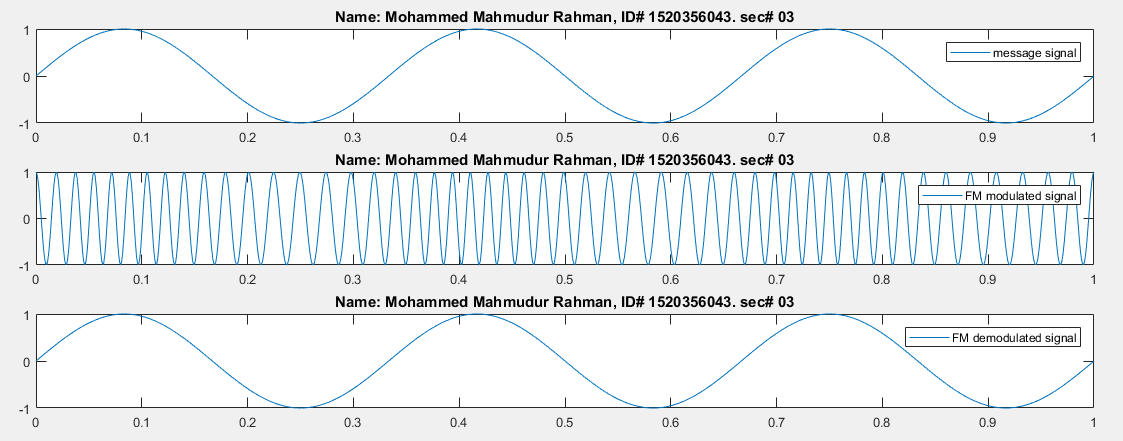 Name: Mohammed Mahmudur Rahman, ID# 1520356043. sec# 03
1
message signal
0
-1
0 0.1 0.2 0.3 0.4 0.5 0.6 0.7 0.8 0.9 1
Name: Mohammed Mahmudur Rahman, ID# 1520356043. sec# 03
1
FM modulated signal
0
-1
0 0.1 0.2 0.3 0.4 0.5 0.6 0.7 0.8 0.9 1
Name: Mohammed Mahmudur Rahman, ID# 1520356043. sec# 03
1
FM demodulated signal
0
-1
0 0.1 0.2 0.3 0.4 0.5 0.6 0.7 0.8 0.9 1